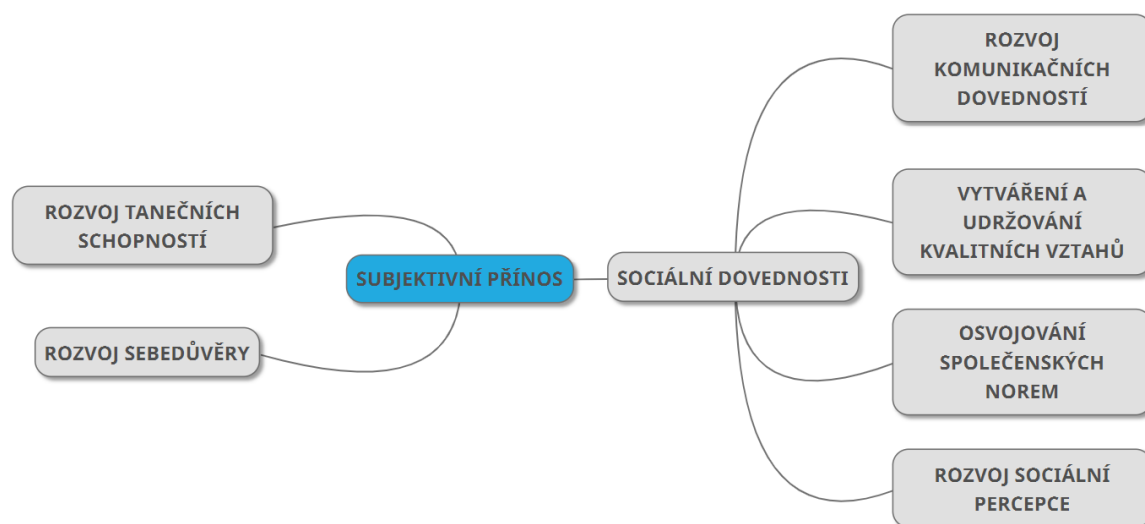 ROZVOJ TANEČNÍCH
SCHOPNOSTÍ
ROZVOJ SEBEDŮVĚRY
SUBJEKTIVNÍ PŘÍNOS
SOCIÁLNÍ DOVEDNOSTI
ROZVOJ
KOMUNIKAČNÍCH
DOVEDNOSTÍ
VYTVÁŘENÍ A
UDRŽOVÁNÍ
KVALITNÍCH VZTAHŮ
OSVOJOVÁNÍ
SPOLEČENSKÝCH
NOREM
ROZVOJ SOCIÁLNÍ
PERCEPCE